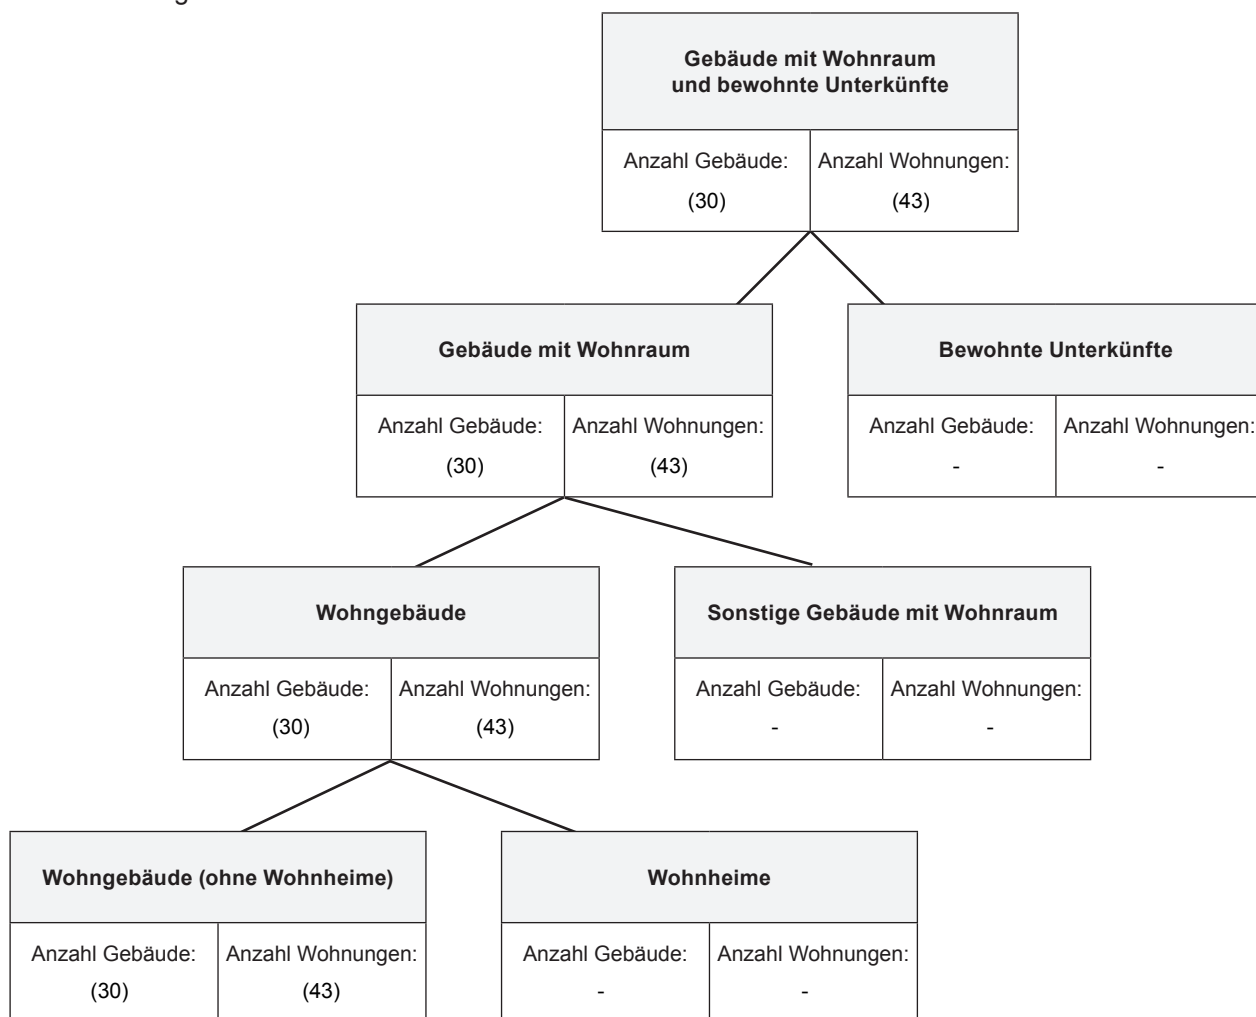 Gebäude mit Wohnraum
und bewohnte Unterkünfte
Anzahl Gebäude: Anzahl Wohnungen:
(30) (43)
Gebäude mit Wohnraum
Anzahl Gebäude: Anzahl Wohnungen:
(30) (43)
Bewohnte Unterkünfte
Anzahl Gebäude: Anzahl Wohnungen:
- -
Wohngebäude
Anzahl Gebäude: Anzahl Wohnungen:
(30) (43)
Sonstige Gebäude mit Wohnraum
Anzahl Gebäude: Anzahl Wohnungen:
- -
Wohngebäude (ohne Wohnheime)
Anzahl Gebäude: Anzahl Wohnungen:
(30) (43)
Wohnheime
Anzahl Gebäude: Anzahl Wohnungen:
- -